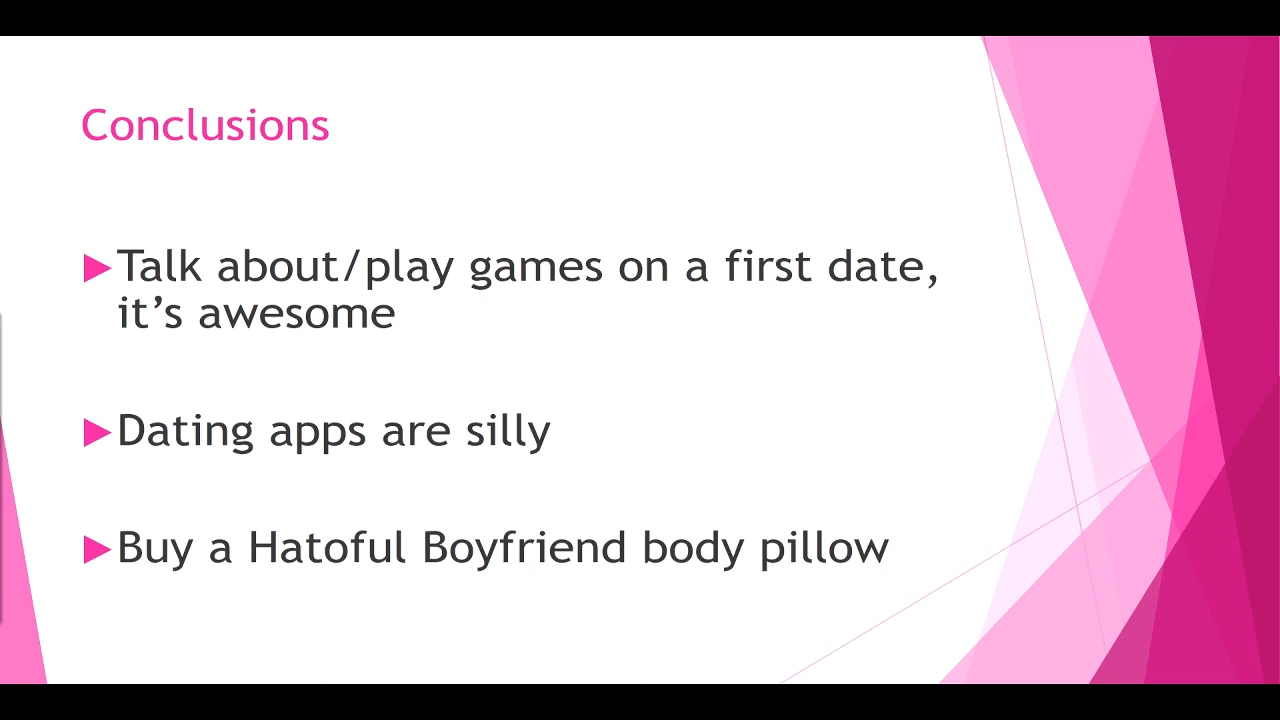 Conclusions
Talk about/play games on a first date,
it’s awesome
Dating apps are silly
Buy a Hatoful Boyfriend body pillow